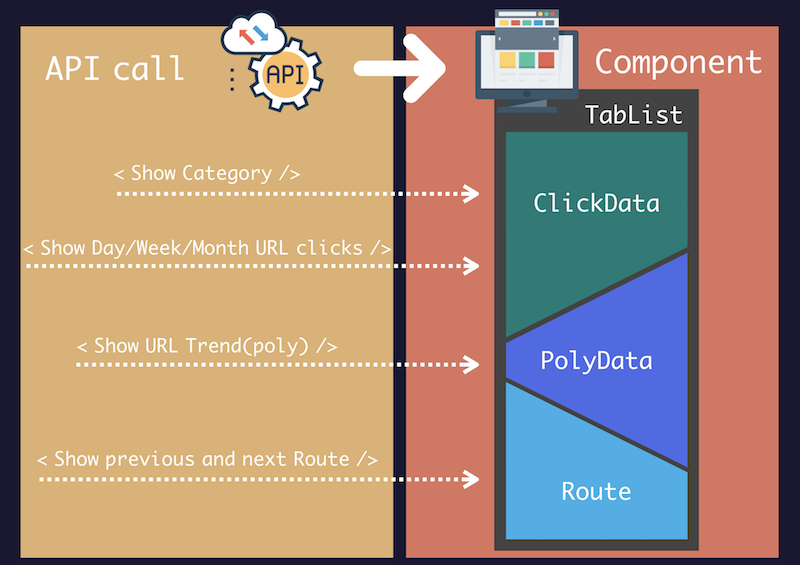 API call
API
Component
TabList
< Show Category />
ClickData
< Show Day/Week/Month URL clicks />
< Show URL Trend(poly) />
PolyData
< Show previous and next Route />
Route